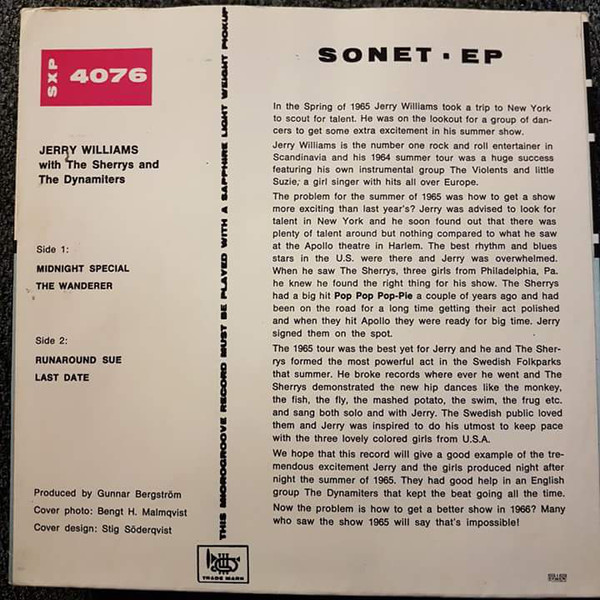 SONET · EP
SXP 4076
JERRY WILLIAMS
with The Sherrys and
The Dynamiters
Side 1:
MIDNIGHT SPECIAL
THE WANDERER
Side 2:
RUNAROUND SUE
LAST DATE
Produced by Gunnar Bergström
Cover photo: Bengt H. Malmqvist
Cover design: Stig Söderqvist
THIS MICROGROOVE RECORD MUST BE PLAYED WITH A SAPPHIRE LIGHT WEIGHT PICKUP
TRADE MARK
In the Spring of 1965 Jerry Williams took a trip to New York
to scout for talent. He was on the lookout for a group of dan-
cers to get some extra excitement in his summer show.
Jerry Williams is the number one rock and roll entertainer in
Scandinavia and his 1964 summer tour was a huge success
featuring his own instrumental group The Violents and little
Suzie, a girl singer with hits all over Europe.
The problem for the summer of 1965 was how to get a show
more exciting than last year's? Jerry was advised to look for
talent in New York and he soon found out that there was
plenty of talent around but nothing compared to what he saw
at the Apollo theatre in Harlem. The best rhythm and blues
stars in the U.S. were there and Jerry was overwhelmed.
When he saw The Sherrys, three girls from Philadelphia, Pa.
he knew he found the right thing for his show. The Sherrys
had a big hit Pop Pop Pop-Pie a couple of years ago and had
been on the road for a long time getting their act polished
and when they hit Apollo they were ready for big time. Jerry
signed them on the spot.
The 1965 tour was the best yet for Jerry and he and The Sher-
rys formed the most powerful act in the Swedish Folkparks
that summer. He broke records where ever he went and The
Sherrys demonstrated the new hip dances like the monkey,
the fish, the fly, the mashed potato, the swim, the frug etc.
and sang both solo and with Jerry. The Swedish public loved
them and Jerry was inspired to do his utmost to keep pace
with the three lovely colored girls from U.S.A.
We hope that this record will give a good example of the tre-
mendous excitement Jerry and the girls produced night after
night the summer of 1965. They had good help in an English
group The Dynamiters that kept the beat going all the time.
Now the problem is how to get a better show in 1966? Many
who saw the show 1965 will say that's impossible!